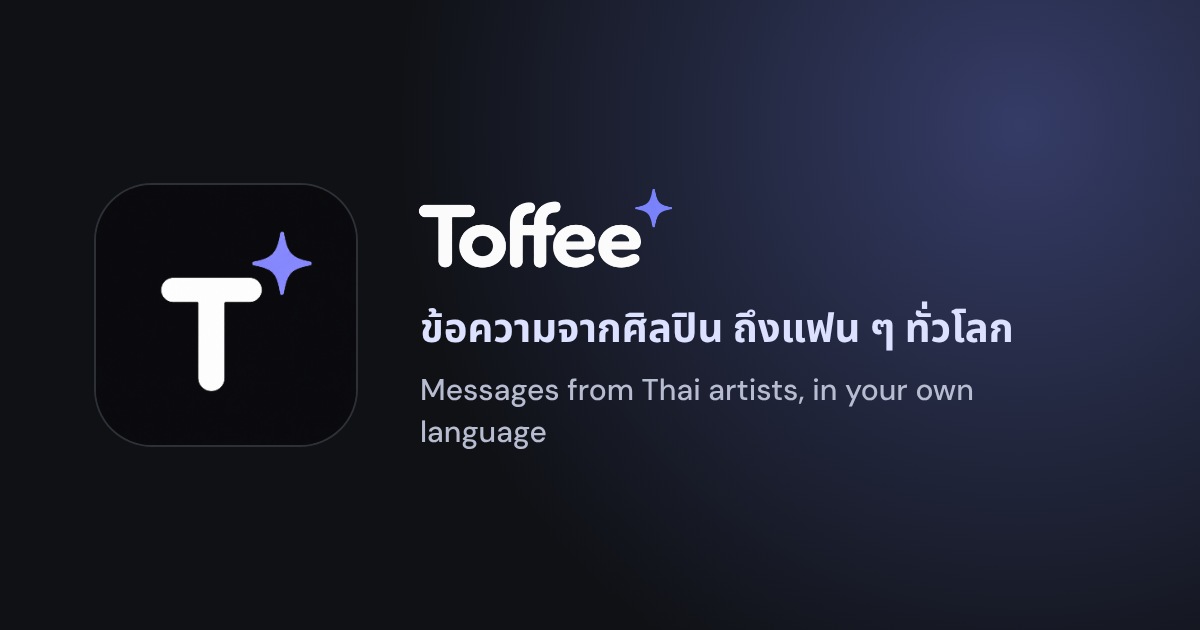 T
Toffee
ข้อความจากศิลปิน ถึงแฟน ๆ ทั่วโลก
Messages from Thai artists, in your own
language